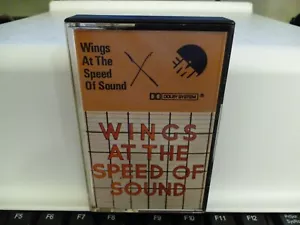 Wings
At The
Speed
Of Sound
EMI
DOLBY SYSTEM ®
WINGS
AT THE
SPEED OF
SOUND
F5 F6 F7 F8 F9 F10 F11 F12